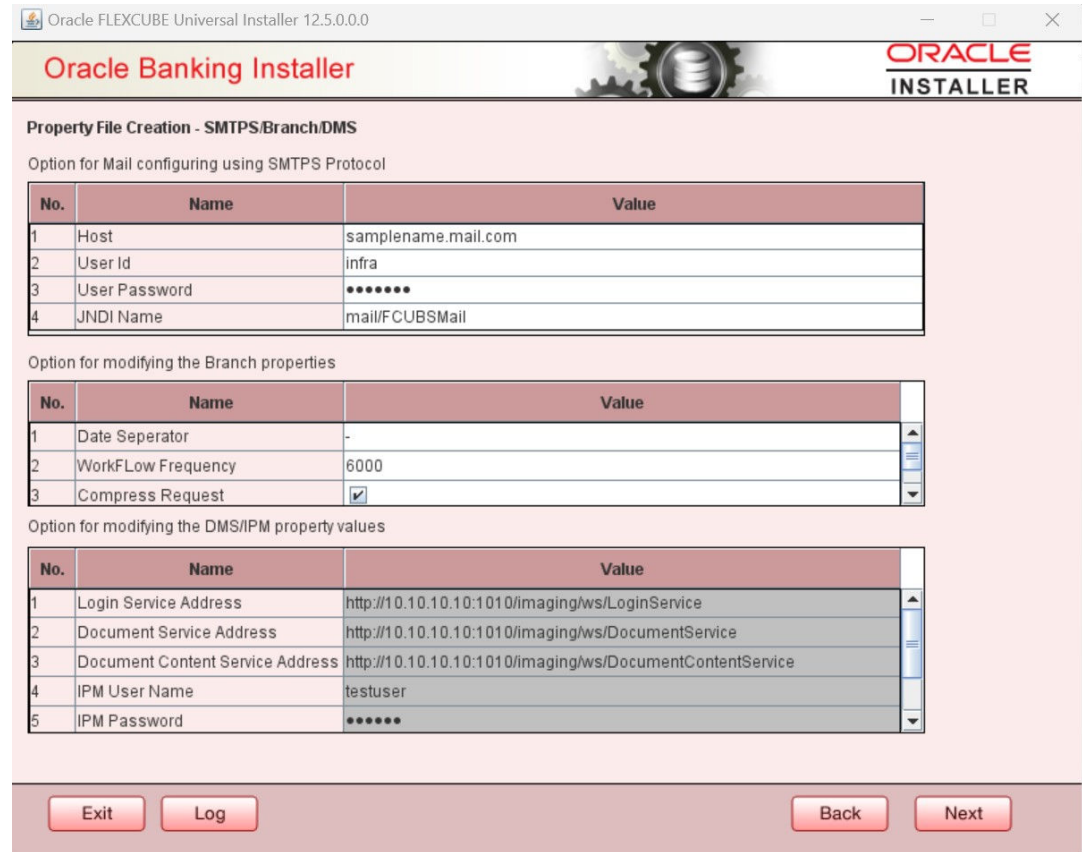 Oracle FLEXCUBE Universal Installer 12.5.0.0.0
Oracle Banking Installer
ORACLE
INSTALLER
Property File Creation - SMTPS/Branch/DMS
Option for Mail configuring using SMTPS Protocol
No. Name Value
1 Host samplename.mail.com
2 User Id infra
3 User Password •••••••
4 JNDI Name mail/FCUBSMail
Option for modifying the Branch properties
No. Name Value
1 Date Seperator -
2 WorkFLow Frequency 6000
3 Compress Request
Option for modifying the DMS/IPM property values
No. Name Value
1 Login Service Address http://10.10.10.10:1010/imaging/ws/LoginService
2 Document Service Address http://10.10.10.10:1010/imaging/ws/DocumentService
3 Document Content Service Address http://10.10.10.10:1010/imaging/ws/DocumentContentService
4 IPM User Name testuser
5 IPM Password ••••••
Exit Log Back Next